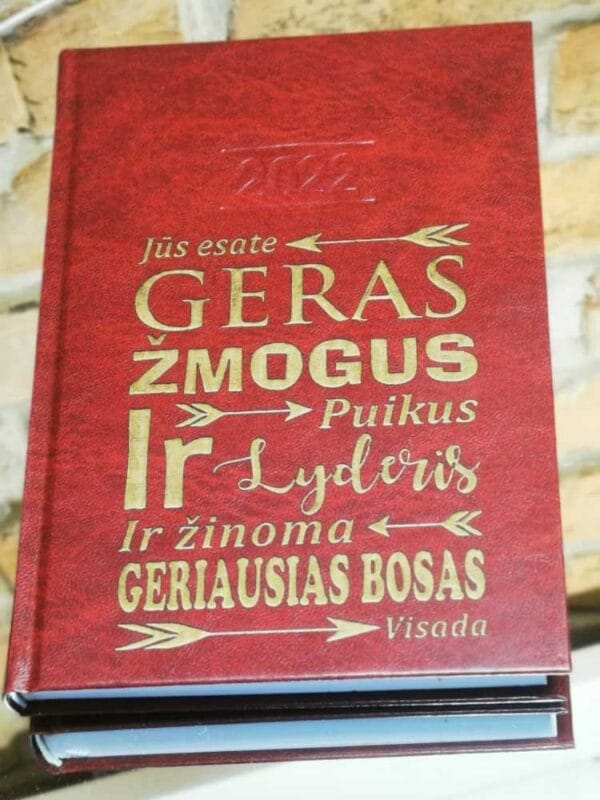 2022
Jūs esate
GERAS
ŽMOGUS
Ir Puikus
Lyderis
Ir žinoma
GERIAUSIAS BOSAS
Visada